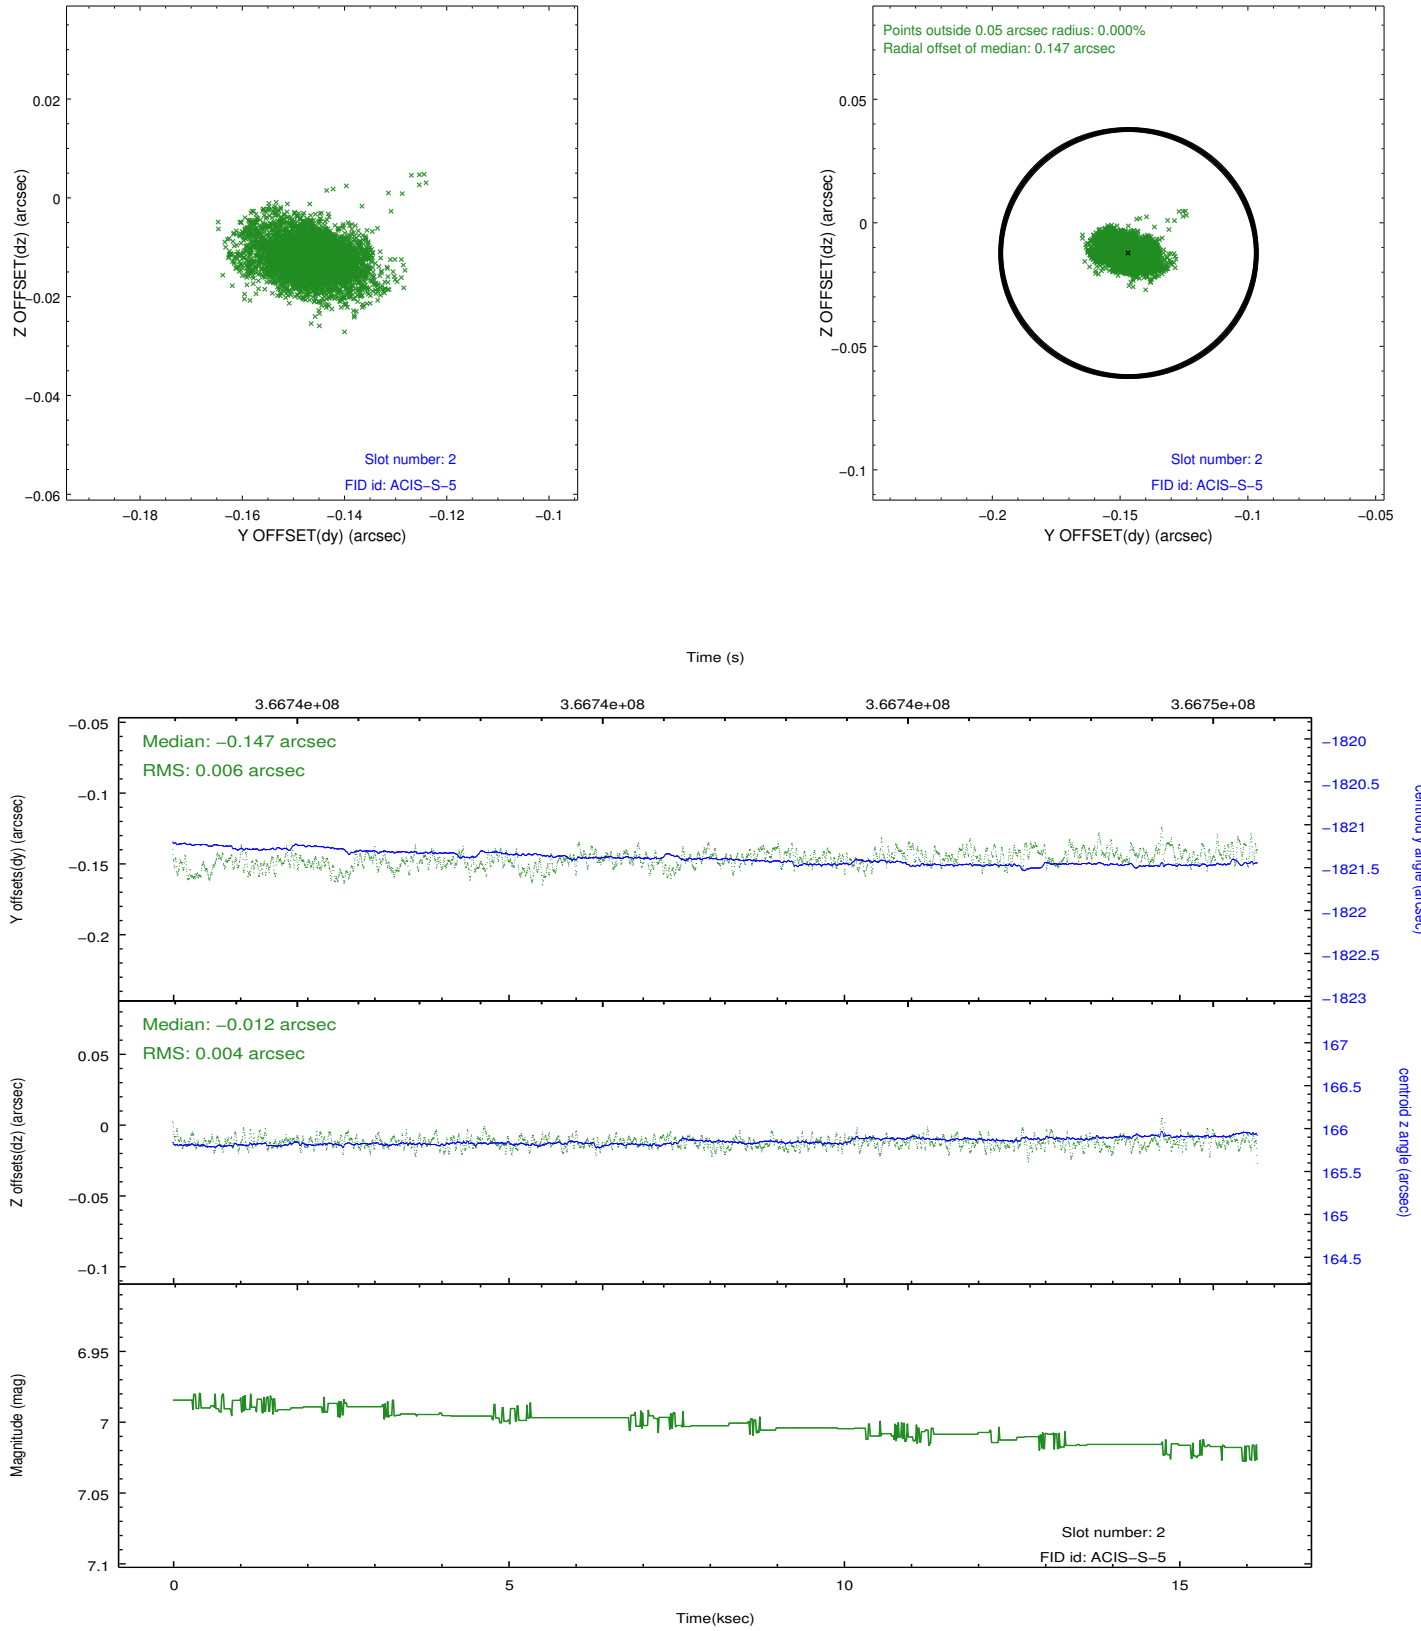 Points outside 0.05 arcsec radius: 0.000%
Radial offset of median: 0.147 arcsec
0.02
0
−0.02
−0.04
−0.06
Z OFFSET(dz) (arcsec)
Slot number: 2
FID id: ACIS−S−5
−0.18 −0.16 −0.14 −0.12 −0.1
Y OFFSET(dy) (arcsec)
0.05
0
−0.05
−0.1
Z OFFSET(dz) (arcsec)
Slot number: 2
FID id: ACIS−S−5
−0.2 −0.15 −0.1 −0.05
Y OFFSET(dy) (arcsec)
Time (s)
3.6674e+08 3.6674e+08 3.6674e+08 3.6675e+08
−0.05
−0.1
−0.15
−0.2
Y offsets(dy) (arcsec)
Median: −0.147 arcsec
RMS: 0.006 arcsec
−1820
−1820.5
−1821
−1821.5
−1822
−1822.5
−1823
centroid y angle (arcsec)
0.05
0
−0.05
−0.1
Z offsets(dz) (arcsec)
Median: −0.012 arcsec
RMS: 0.004 arcsec
167
166.5
166
165.5
165
164.5
centroid z angle (arcsec)
6.95
7
7.05
7.1
Magnitude (mag)
Slot number: 2
FID id: ACIS−S−5
0 5 10 15
Time(ksec)